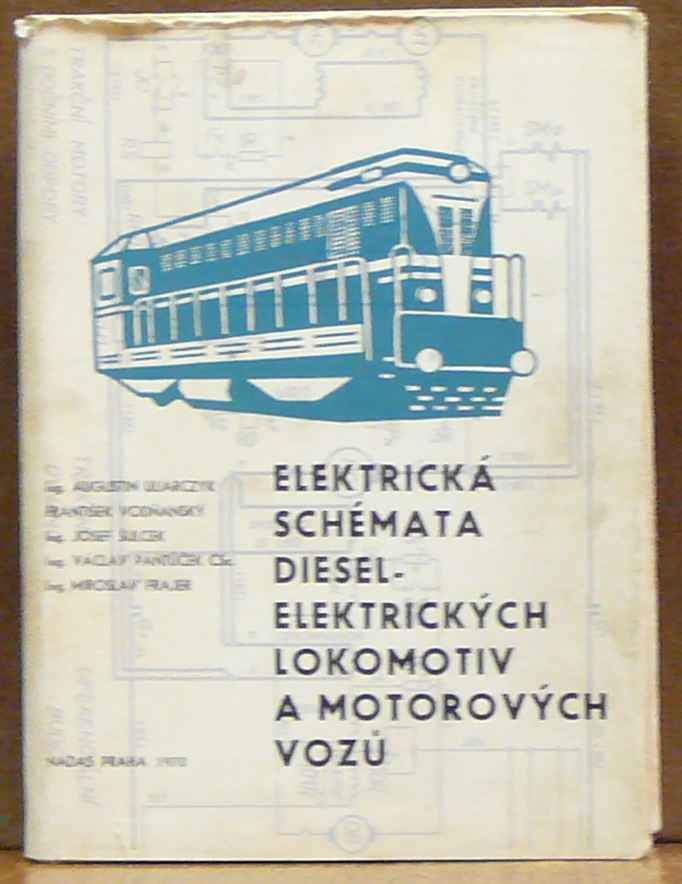 ing. AUGUSTIN
FRANTIŠEK VODŇANSKÝ
ing. JOSEF ŠULCEK
ing. VÁCLAV PANTŮČEK CSc.
ing. MIROSLAV FRAJER
ELEKTRICKÁ
SCHÉMATA
DIESEL-
ELEKTRICKÝCH
LOKOMOTIV
A MOTOROVÝCH
VOZŮ
NADAS PRAHA 1970
TRAKČNÍ MOTORY